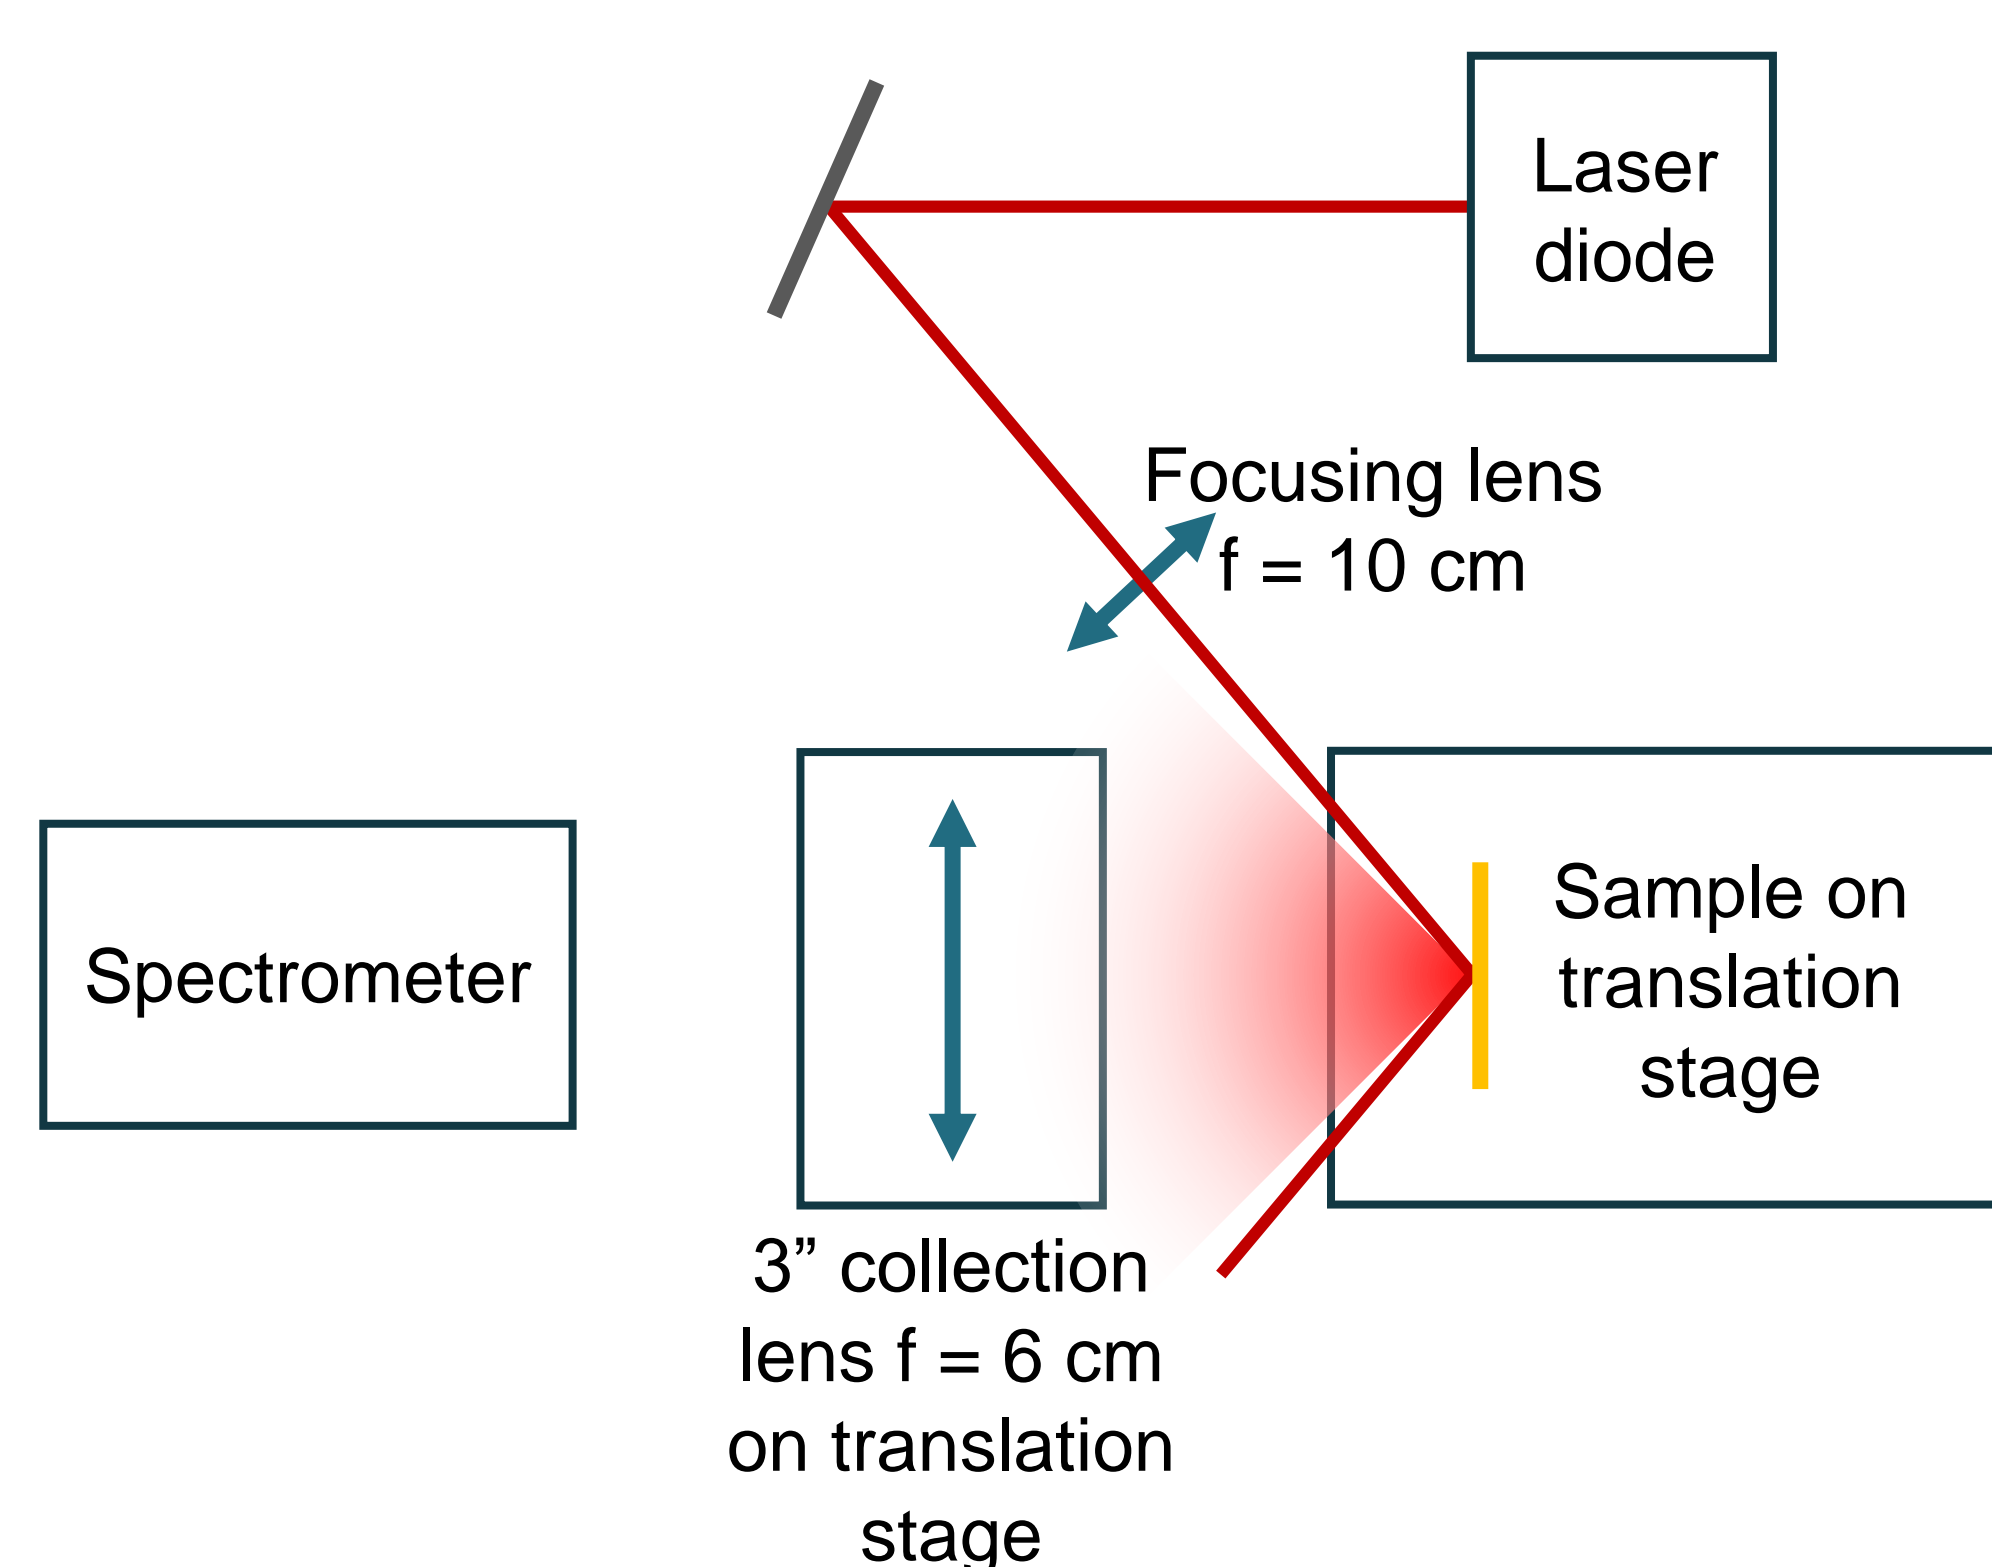 Laser
diode
Focusing lens
f = 10 cm
Spectrometer
Sample on
translation
stage
3” collection
lens f = 6 cm
on translation
stage